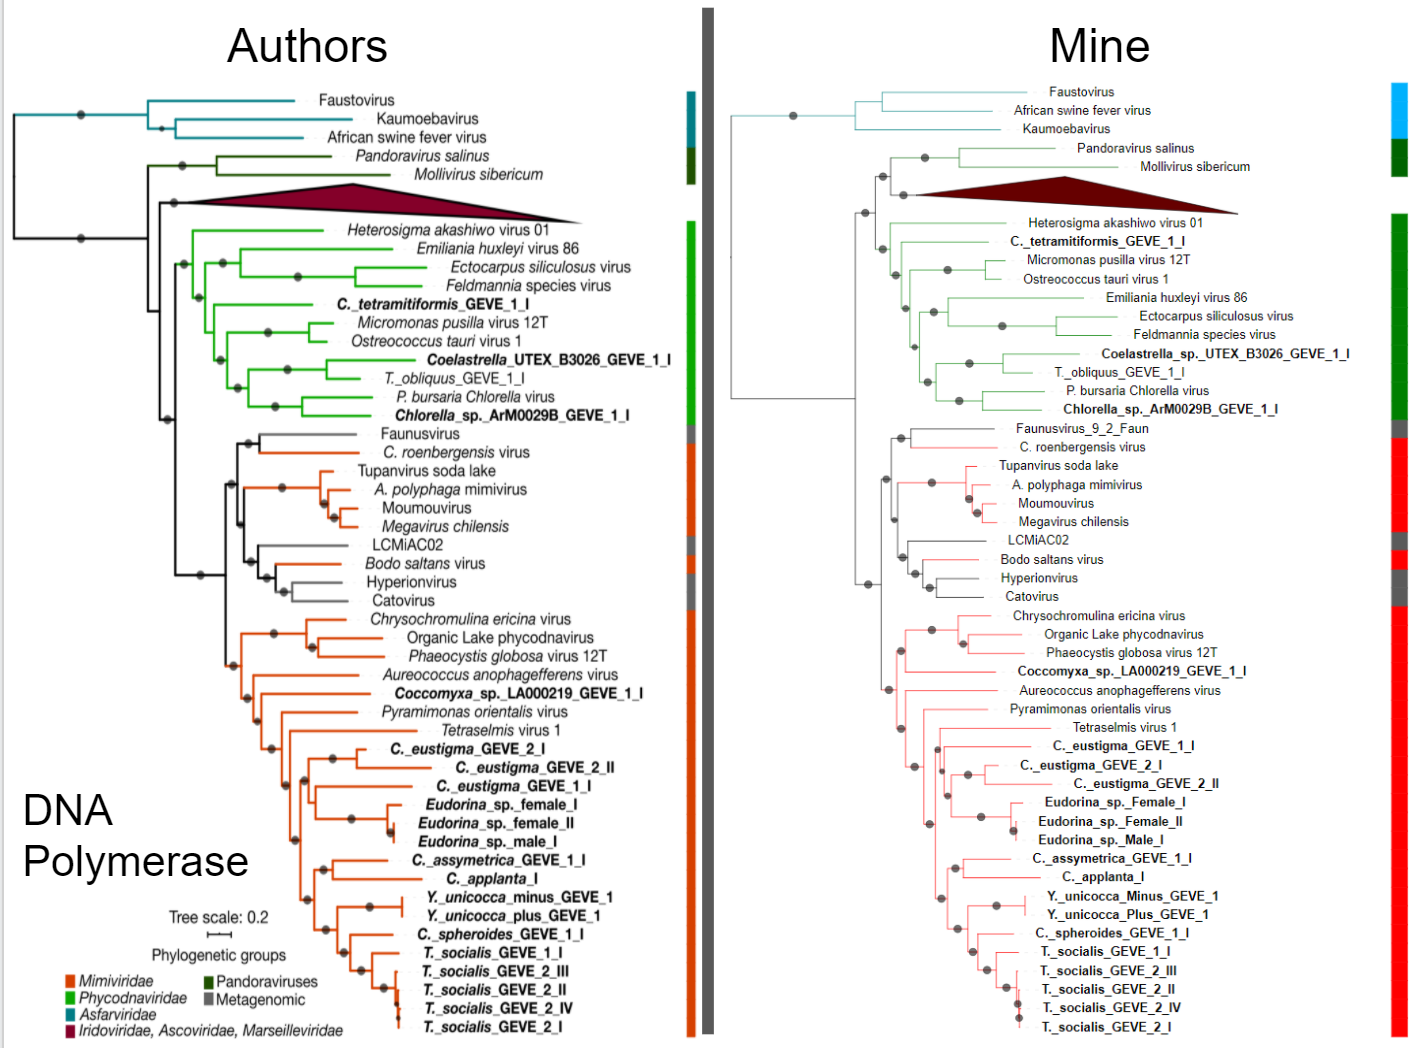 Authors
Faustovirus
Kaumoebavirus
African swine fever virus
Pandoravirus salinus
Mollivirus sibericum
Heterosigma akashiwo virus 01
Emiliania huxleyi virus 86
Ectocarpus siliculosus virus
Feldmannia species virus
C._tetramitiformis_GEVE_1_I
Micromonas pusilla virus 12T
Ostreococcus tauri virus 1
Coelastrella_UTEX_B3026_GEVE_1_I
T._obliquus_GEVE_1_I
P. bursaria Chlorella virus
Chlorella_sp._ArM0029B_GEVE_1_I
Faunusvirus
C. roenbergensis virus
Tupanvirus soda lake
A. polyphaga mimivirus
Moumouvirus
Megavirus chilensis
LCMiAC02
Bodo saltans virus
Hyperionvirus
Catovirus
Chrysochromulina ericina virus
Organic Lake phycodnavirus
Phaeocystis globosa virus 12T
Aureococcus anophagefferens virus
Coccomyxa_sp._LA000219_GEVE_1_I
Pyramimonas orientalis virus
Tetraselmis virus 1
C._eustigma_GEVE_2_I
C._eustigma_GEVE_2_II
C._eustigma_GEVE_1_I
Eudorina_sp._female_I
Eudorina_sp._female_II
Eudorina_sp._male_I
C._assymetrica_GEVE_1_I
C._applanta_I
Y._unicocca_minus_GEVE_1
Y._unicocca_plus_GEVE_1
C._spheroides_GEVE_1_I
T._socialis_GEVE_1_I
T._socialis_GEVE_2_III
T._socialis_GEVE_2_II
T._socialis_GEVE_2_IV
T._socialis_GEVE_2_I
DNA
Polymerase
Tree scale: 0.2
Phylogenetic groups
Mimiviridae
Phycodnaviridae
Asfarviridae
Iridoviridae, Ascoviridae, Marseilleviridae
Pandoraviruses
Metagenomic
Mine
Faustovirus
African swine fever virus
Kaumoebavirus
Pandoravirus salinus
Mollivirus sibericum
Heterosigma akashiwo virus 01
C._tetramitiformis_GEVE_1_I
Micromonas pusilla virus 12T
Ostreococcus tauri virus 1
Emiliania huxleyi virus 86
Ectocarpus siliculosus virus
Feldmannia species virus
Coelastrella_sp._UTEX_B3026_GEVE_1_I
T._obliquus_GEVE_1_I
P. bursaria Chlorella virus
Chlorella_sp._ArM0029B_GEVE_1_I
Faunusvirus_9_2_Faun
C. roenbergensis virus
Tupanvirus soda lake
A. polyphaga mimivirus
Moumouvirus
Megavirus chilensis
LCMiAC02
Bodo saltans virus
Hyperionvirus
Catovirus
Chrysochromulina ericina virus
Organic Lake phycodnavirus
Phaeocystis globosa virus 12T
Coccomyxa_sp._LA000219_GEVE_1_I
Aureococcus anophagefferens virus
Pyramimonas orientalis virus
Tetraselmis virus 1
C._eustigma_GEVE_1_I
C._eustigma_GEVE_2_I
C._eustigma_GEVE_2_II
Eudorina_sp._Female_I
Eudorina_sp._Female_II
Eudorina_sp._Male_I
C._assymetrica_GEVE_1_I
C._applanta_I
Y._unicocca_Minus_GEVE_1
Y._unicocca_Plus_GEVE_1
C._spheroides_GEVE_1_I
T._socialis_GEVE_1_I
T._socialis_GEVE_2_III
T._socialis_GEVE_2_II
T._socialis_GEVE_2_IV
T._socialis_GEVE_2_I